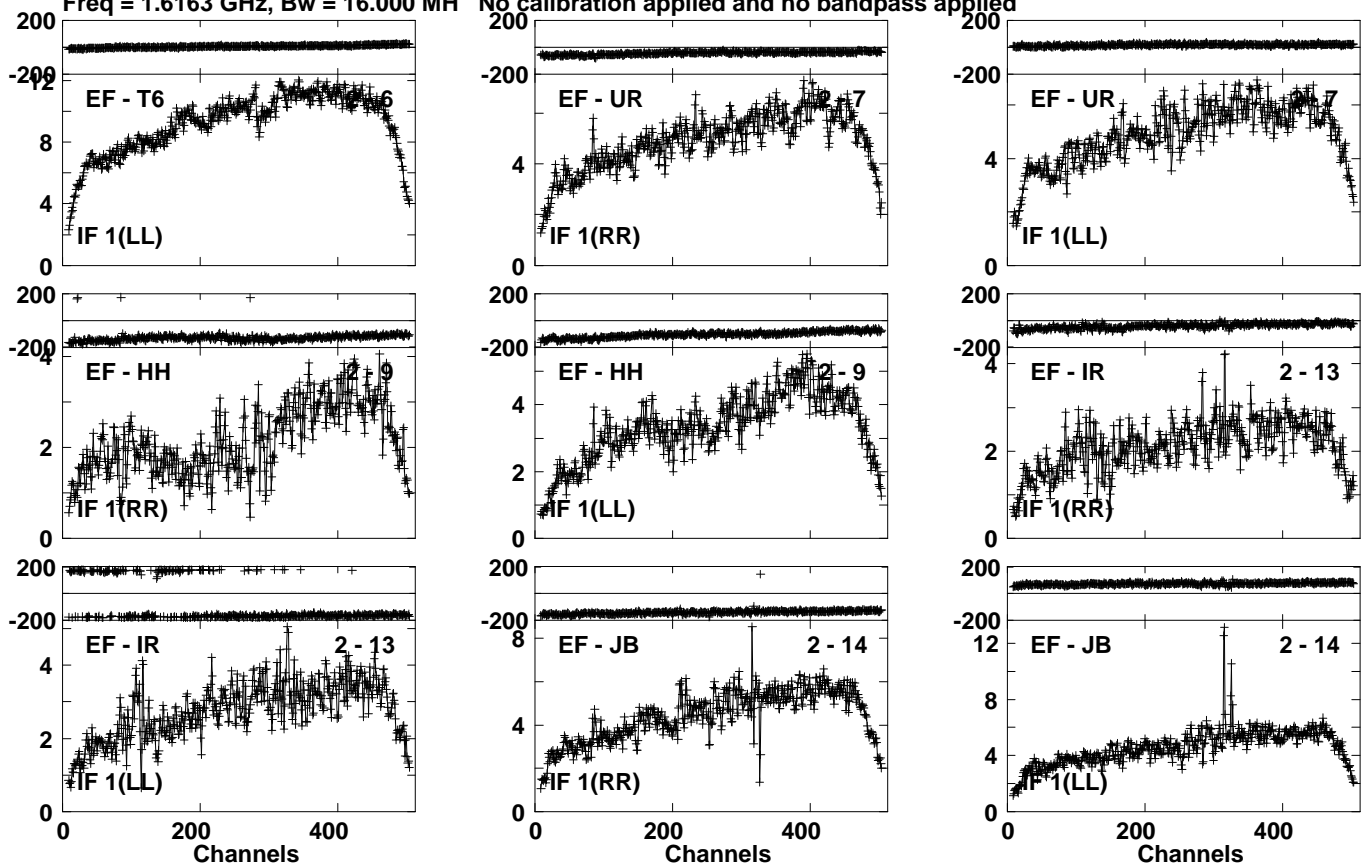 Freq = 1.6163 GHz, Bw = 16.000 MH No calibration applied and no bandpass applied
200
-200
12
8
4
0
EF - T6
2 - 6
IF 1(LL)
-200
4
0
EF - UR
2 - 7
IF 1(RR)
200
-200
4
0
EF - UR
2 - 7
IF 1(LL)
200
-200
4
2
0
EF - HH
2 - 9
IF 1(RR)
200
-200
4
2
0
EF - HH
2 - 9
IF 1(LL)
200
-200
4
2
0
EF - IR
2 - 13
IF 1(RR)
200
-200
4
2
0
EF - IR
2 - 13
IF 1(LL)
0 200 400
Channels
200
-200
8
4
0
EF - JB
2 - 14
IF 1(RR)
0 200 400
Channels
200
-200
12
8
4
0
EF - JB
2 - 14
IF 1(LL)
0 200 400
Channels